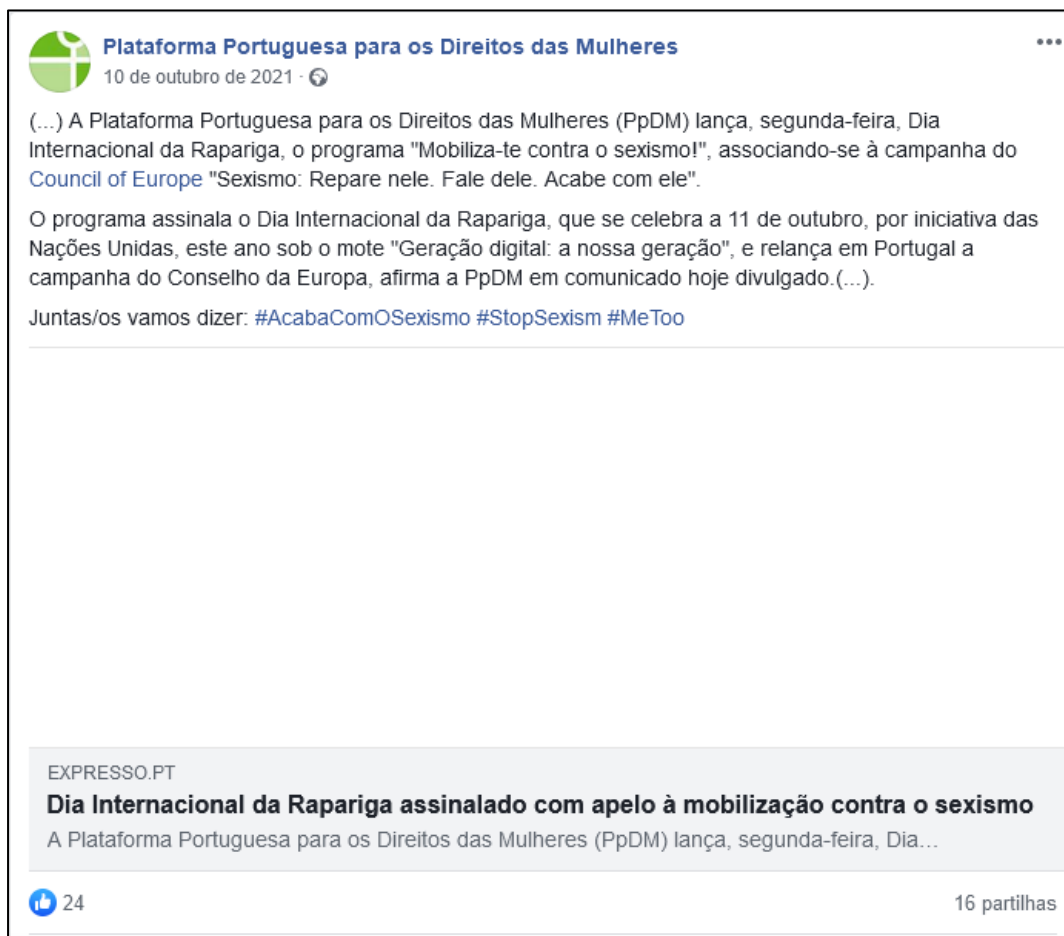 Plataforma Portuguesa para os Direitos das Mulheres
10 de outubro de 2021 ·
(...) A Plataforma Portuguesa para os Direitos das Mulheres (PpDM) lança, segunda-feira, Dia
Internacional da Rapariga, o programa "Mobiliza-te contra o sexismo!", associando-se à campanha do
Council of Europe "Sexismo: Repare nele. Fale dele. Acabe com ele".
O programa assinala o Dia Internacional da Rapariga, que se celebra a 11 de outubro, por iniciativa das
Nações Unidas, este ano sob o mote "Geração digital: a nossa geração", e relança em Portugal a
campanha do Conselho da Europa, afirma a PpDM em comunicado hoje divulgado.(...).
Juntas/os vamos dizer: #AcabaComOSexismo #StopSexism #MeToo
EXPRESSO.PT
Dia Internacional da Rapariga assinalado com apelo à mobilização contra o sexismo
A Plataforma Portuguesa para os Direitos das Mulheres (PpDM) lança, segunda-feira, Dia...
24
16 partilhas